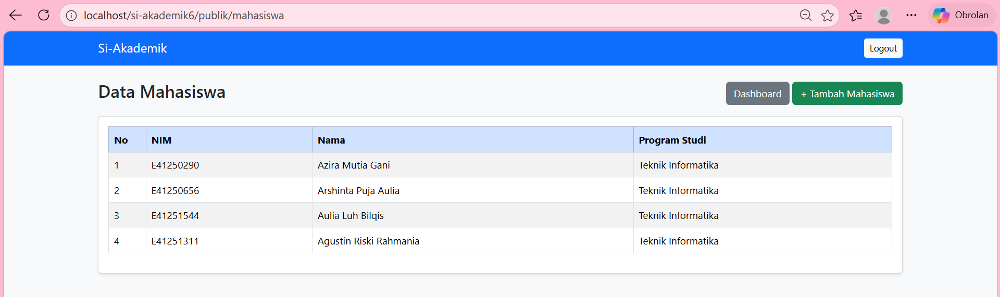 localhost/si-akademik6/publik/mahasiswa Obrolan
Si-Akademik Logout
Data Mahasiswa Dashboard + Tambah Mahasiswa
No NIM Nama Program Studi
1 E41250290 Azira Mutia Gani Teknik Informatika
2 E41250656 Arshinta Puja Aulia Teknik Informatika
3 E41251544 Aulia Luh Bilqis Teknik Informatika
4 E41251311 Agustin Riski Rahmania Teknik Informatika